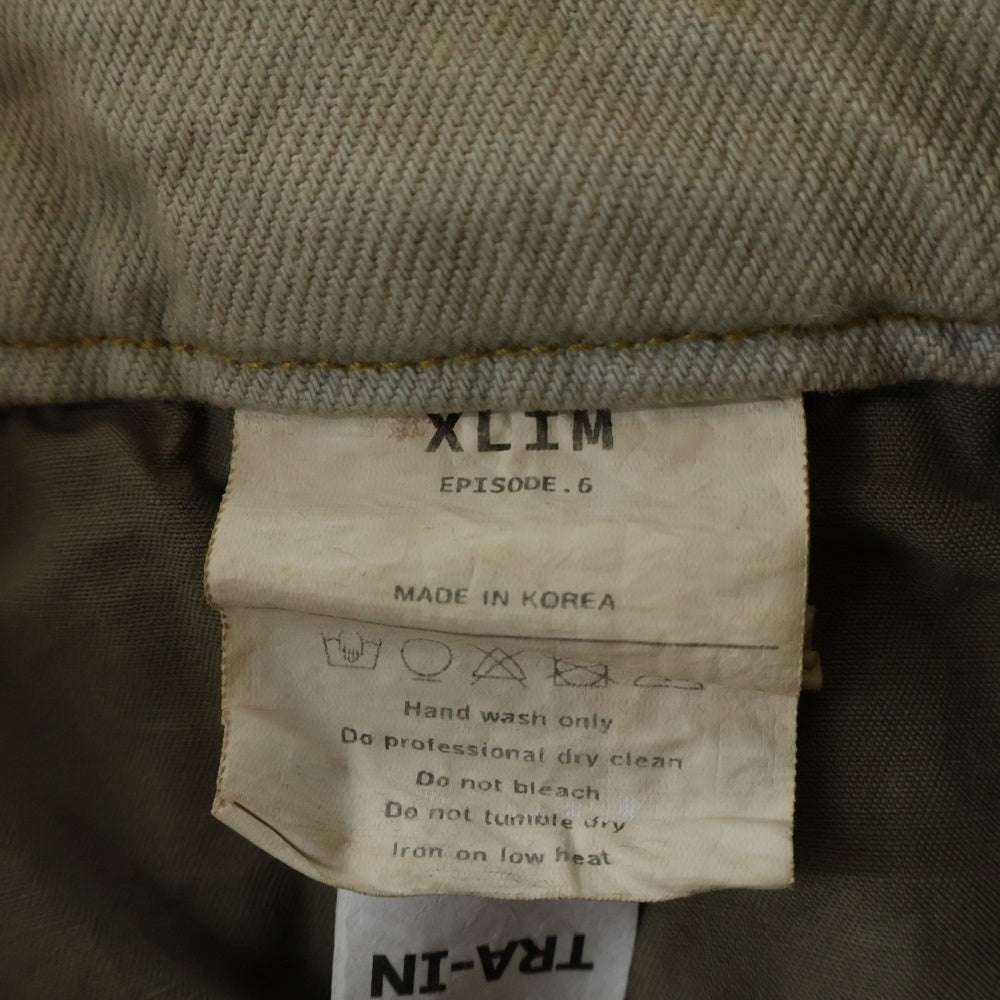 XLIM
EPISODE.6
MADE IN KOREA
Hand wash only
Do professional dry clean
Do not bleach
Do not tumble dry
Iron on low heat
TRA-IN